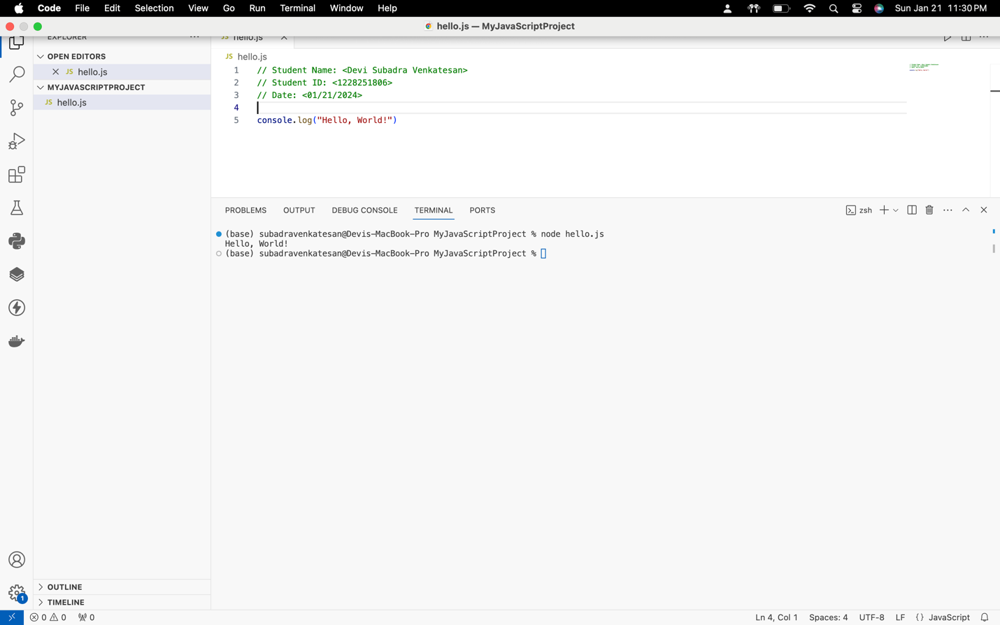 Code File Edit Selection View Go Run Terminal Window Help Sun Jan 21 11:30 PM
hello.js — MyJavaScriptProject
EXPLORER
JS hello.js
OPEN EDITORS
JS hello.js
MYJAVASCRIPTPROJECT
JS hello.js
JS hello.js
1 // Student Name: <Devi Subadra Venkatesan>
2 // Student ID: <1228251806>
3 // Date: <01/21/2024>
4
5 console.log("Hello, World!")
PROBLEMS OUTPUT DEBUG CONSOLE TERMINAL PORTS zsh
(base) subadravenkatesan@Devis-MacBook-Pro MyJavaScriptProject % node hello.js
Hello, World!
(base) subadravenkatesan@Devis-MacBook-Pro MyJavaScriptProject %
OUTLINE
1
TIMELINE
0 0 0 Ln 4, Col 1 Spaces: 4 UTF-8 LF {} JavaScript